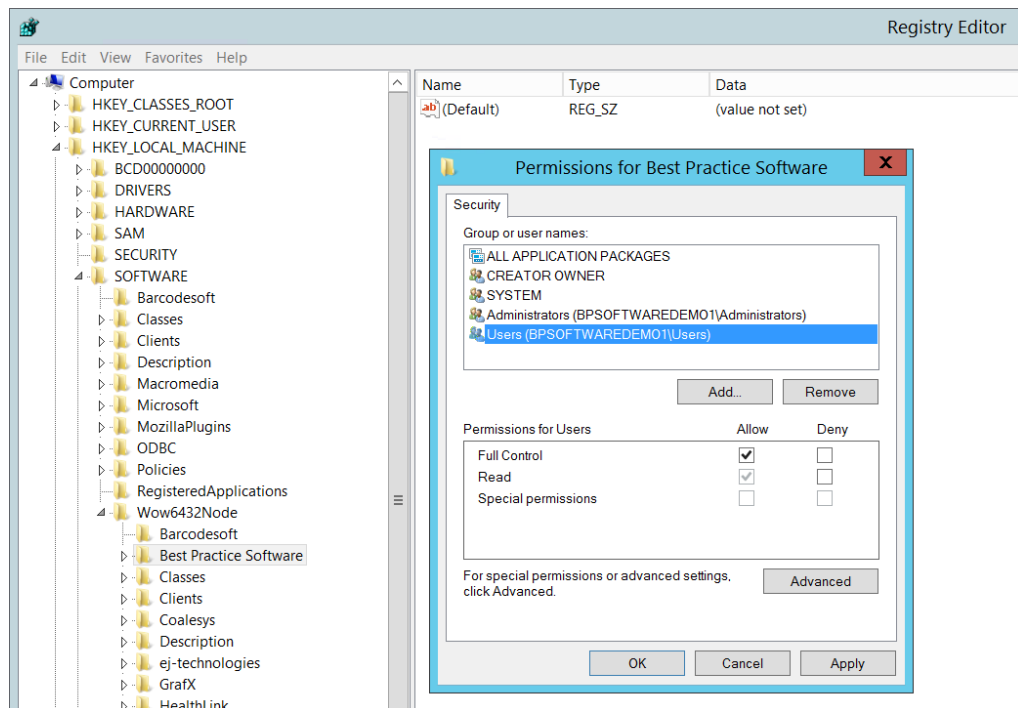 Registry Editor
File Edit View Favorites Help
Computer
HKEY_CLASSES_ROOT
HKEY_CURRENT_USER
HKEY_LOCAL_MACHINE
BCD00000000
DRIVERS
HARDWARE
SAM
SECURITY
SOFTWARE
Barcodesoft
Classes
Clients
Description
Macromedia
Microsoft
MozillaPlugins
ODBC
Policies
RegisteredApplications
Wow6432Node
Barcodesoft
Best Practice Software
Classes
Clients
Coalesys
Description
ej-technologies
GrafX
HealthLink
Name Type Data
ab (Default) REG_SZ (value not set)
Permissions for Best Practice Software
X
Security
Group or user names:
ALL APPLICATION PACKAGES
CREATOR OWNER
SYSTEM
Administrators (BPSOFTWAREDEMO1\Administrators)
Users (BPSOFTWAREDEMO1\Users)
Add... Remove
Permissions for Users Allow Deny
Full Control
Read
Special permissions
For special permissions or advanced settings,
click Advanced.
Advanced
OK Cancel Apply